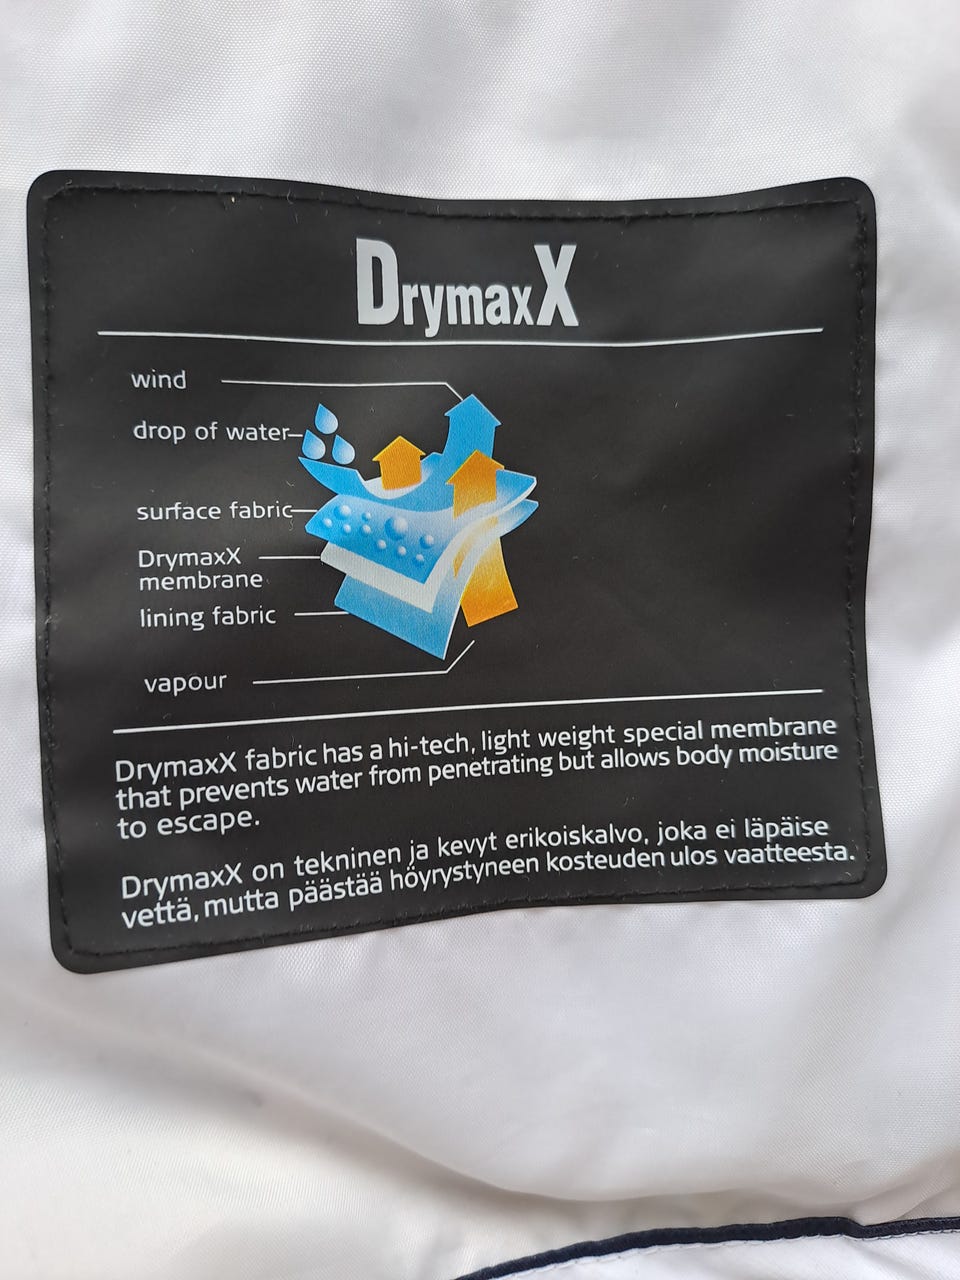 DrymaxX
wind
drop of water
surface fabric
DrymaxX
membrane
lining fabric
vapour
DrymaxX fabric has a hi-tech, light weight special membrane
that prevents water from penetrating but allows body moisture
to escape.
DrymaxX on tekninen ja kevyt erikoiskalvo, joka ei läpäise
vettä, mutta päästää höyrystyneen kosteuden ulos vaatteesta.